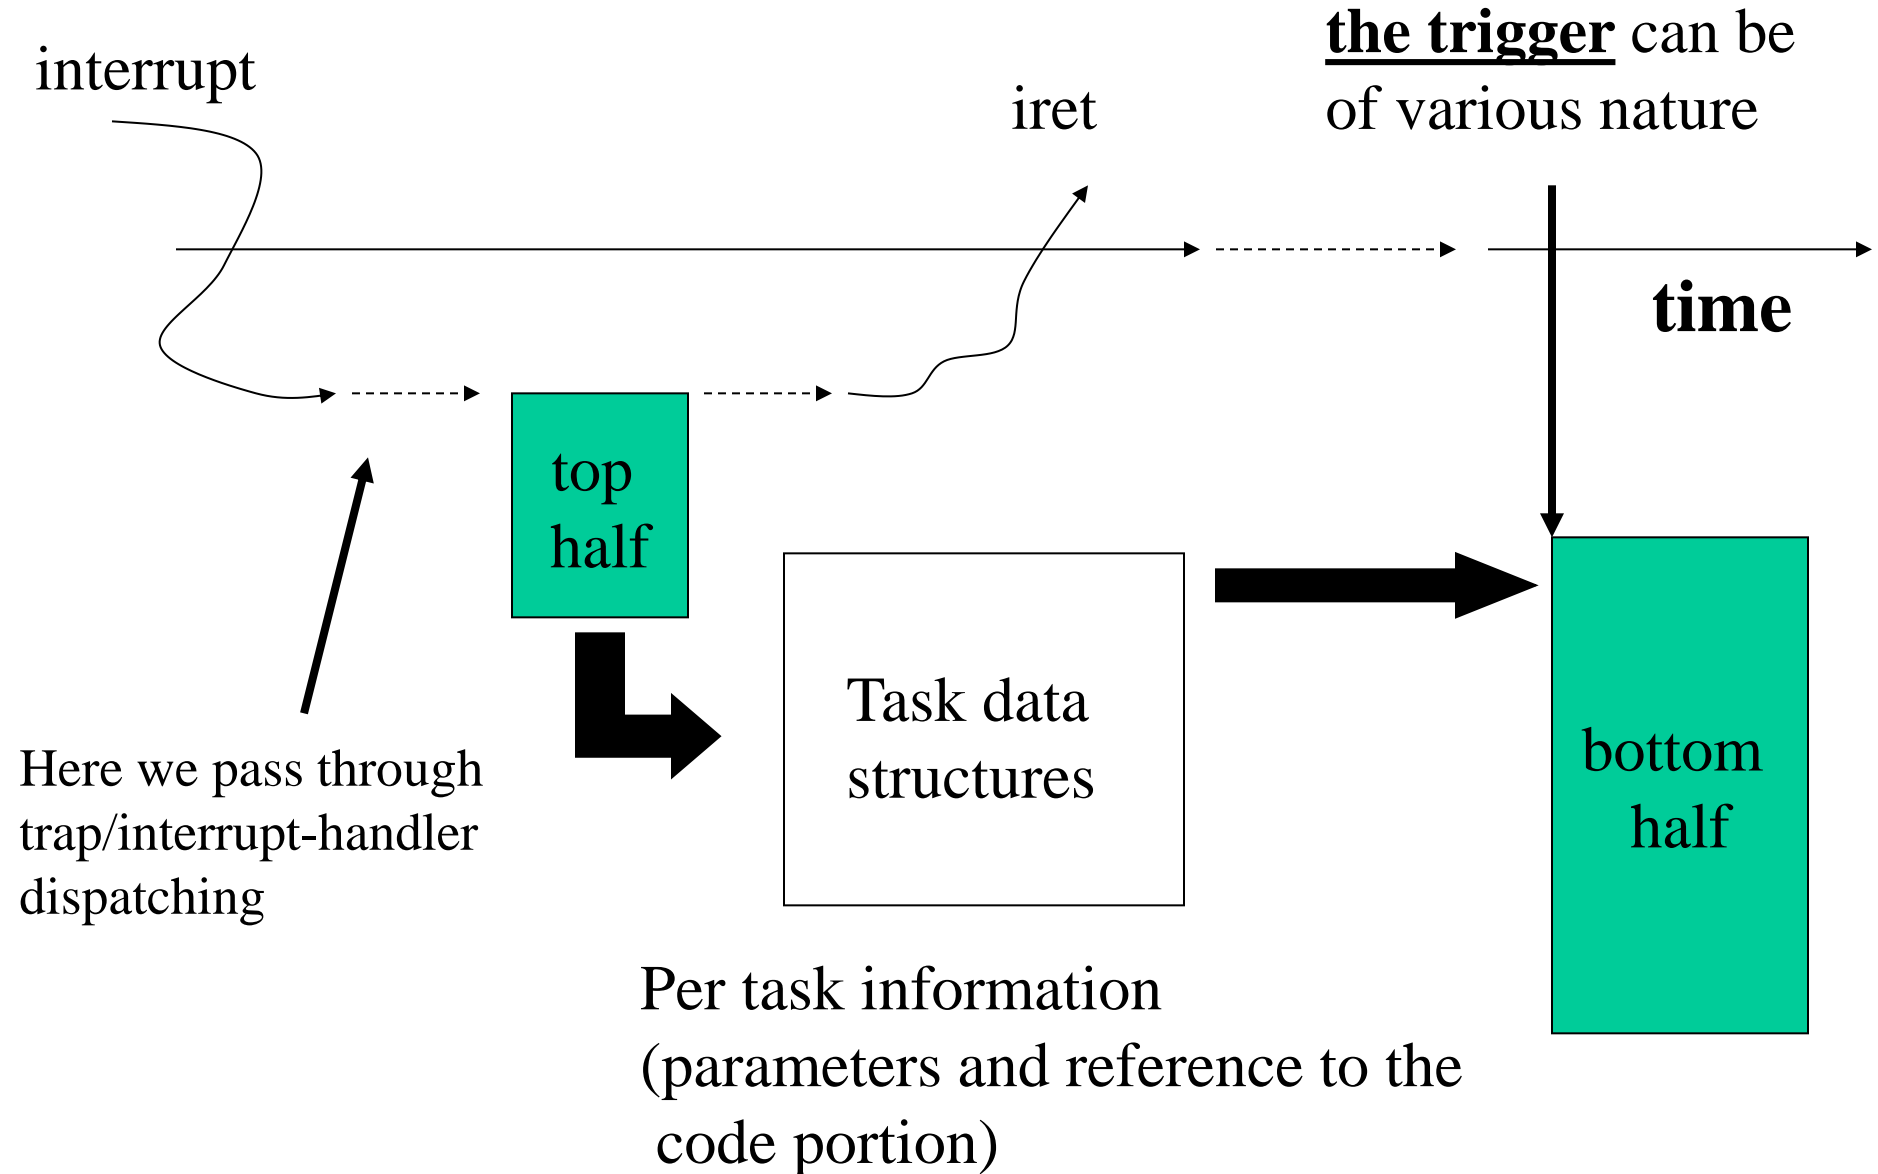 interrupt
iret
the trigger can be
of various nature
time
top
half
Task data
structures
bottom
half
Here we pass through
trap/interrupt-handler
dispatching
Per task information
(parameters and reference to the
code portion)